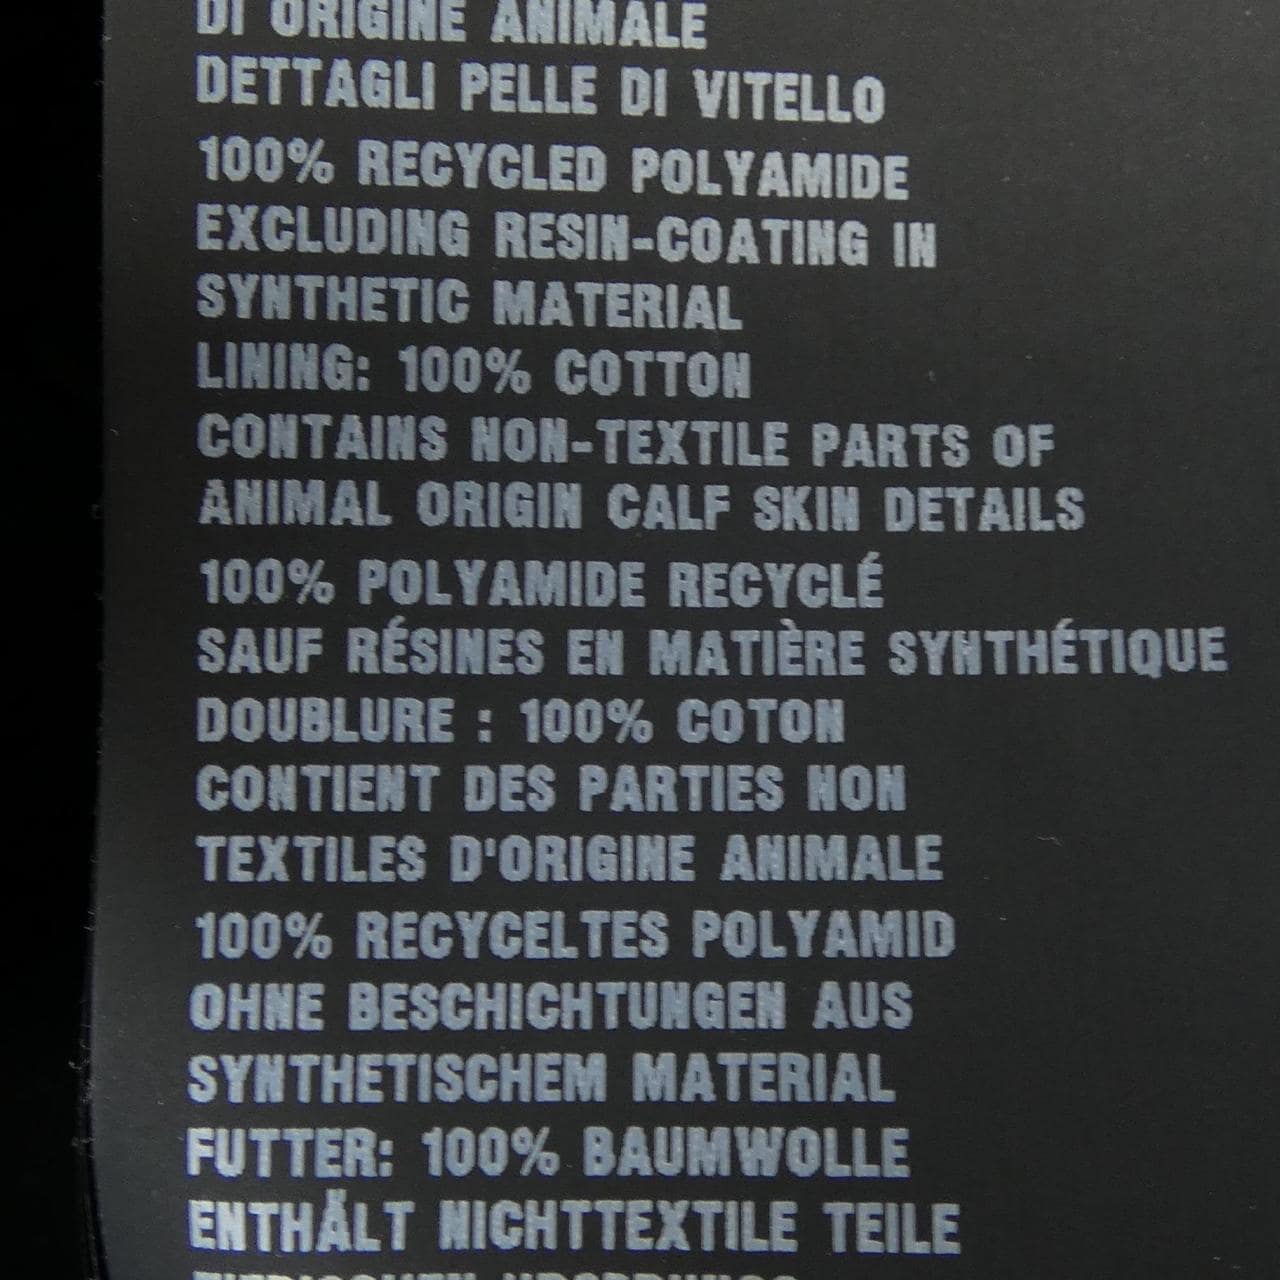 DI ORIGINE ANIMALE
DETTAGLI PELLE DI VITELLO
100% RECYCLED POLYAMIDE
EXCLUDING RESIN-COATING IN
SYNTHETIC MATERIAL
LINING: 100% COTTON
CONTAINS NON-TEXTILE PARTS OF
ANIMAL ORIGIN CALF SKIN DETAILS
100% POLYAMIDE RECYCLÉ
SAUF RÉSINES EN MATIÈRE SYNTHÉTIQUE
DOUBLURE : 100% COTON
CONTIENT DES PARTIES NON
TEXTILES D'ORIGINE ANIMALE
100% RECYCELTES POLYAMID
OHNE BESCHICHTUNGEN AUS
SYNTHETISCHEM MATERIAL
FUTTER: 100% BAUMWOLLE
ENTHÄLT NICHTTEXTILE TEILE